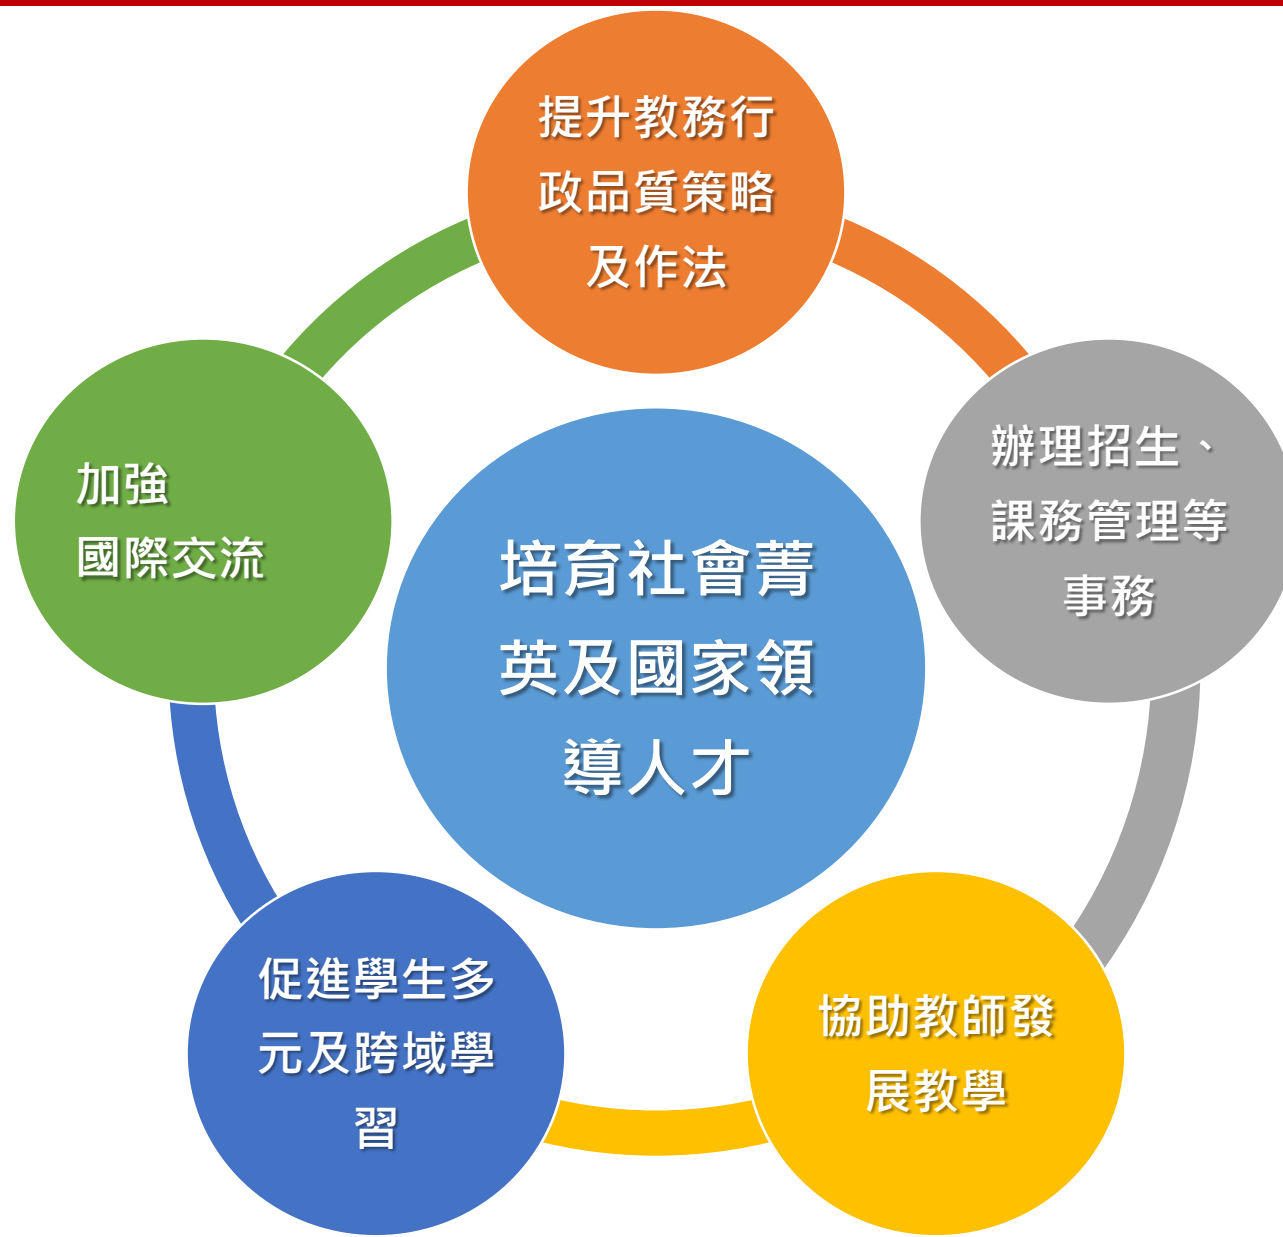 提升教務行
政品質策略
及作法
辦理招生、
課務管理等
事務
協助教師發
展教學
促進學生多
元及跨域學
習
加強
國際交流
培育社會菁
英及國家領
導人才